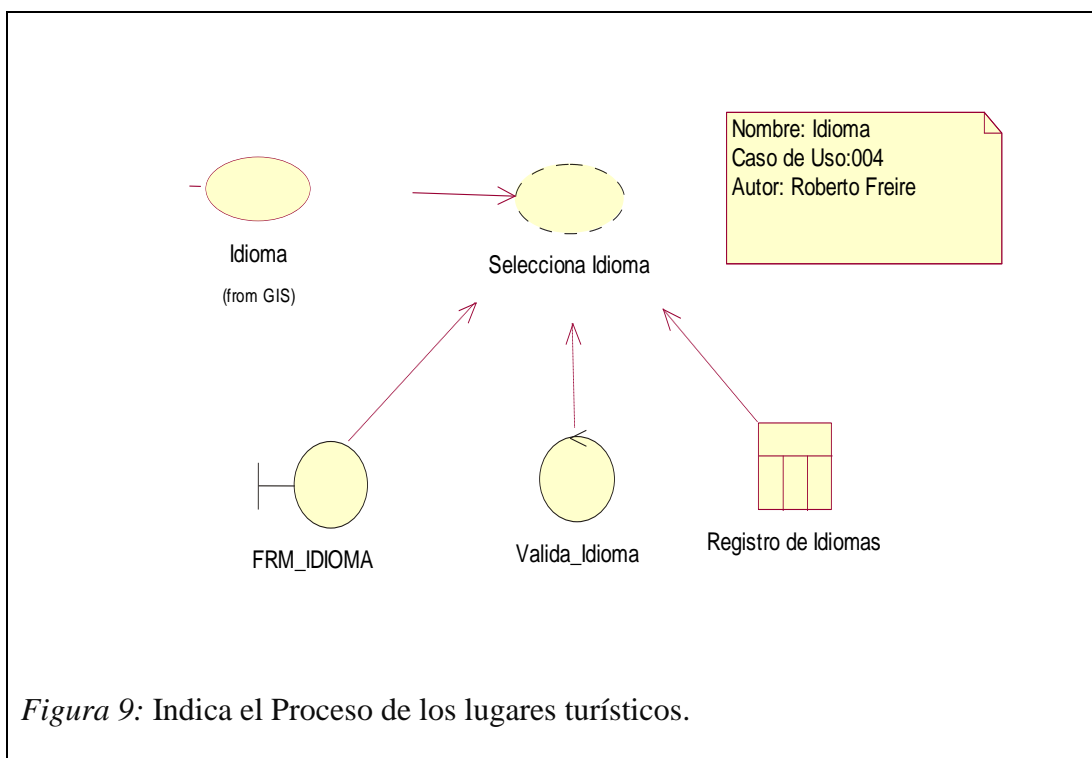 Nombre: Idioma
Caso de Uso:004
Autor: Roberto Freire
Idioma
(from GIS)
Selecciona Idioma
FRM_IDIOMA
Valida_Idioma
Registro de Idiomas
Figura 9: Indica el Proceso de los lugares turísticos.